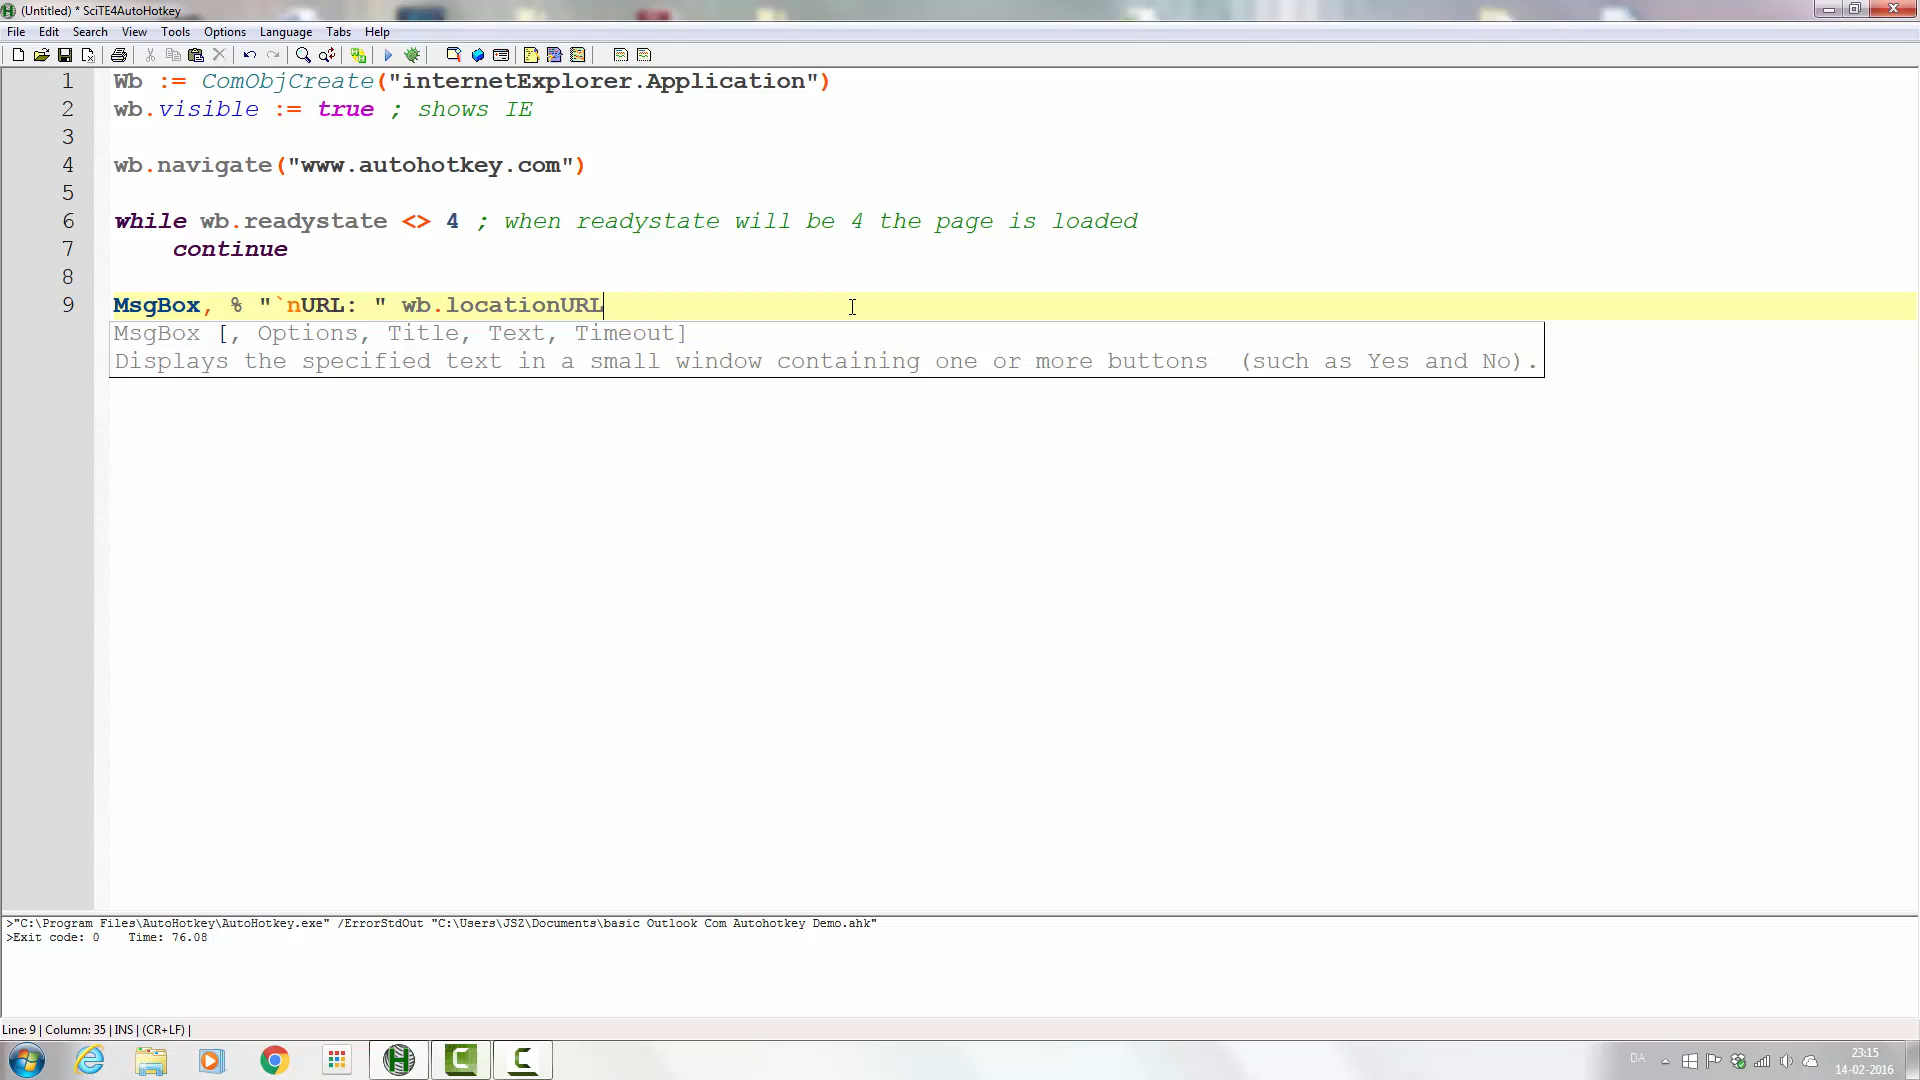 (Untitled) * SciTE4AutoHotkey
File Edit Search View Tools Options Language Tabs Help
1 Wb := ComObjCreate("internetExplorer.Application")
2 wb.visible := true ; shows IE
3
4 wb.navigate("www.autohotkey.com")
5
6 while wb.readystate <> 4 ; when readystate will be 4 the page is loaded
7 continue
8
9 MsgBox, % "`nURL: " wb.locationURL
MsgBox [, Options, Title, Text, Timeout]
Displays the specified text in a small window containing one or more buttons (such as Yes and No).
>"C:\Program Files\AutoHotkey\AutoHotkey.exe" /ErrorStdOut "C:\Users\JSZ\Documents\basic Outlook Com Autohotkey Demo.ahk"
>Exit code: 0 Time: 76.08
Line: 9 | Column: 35 | INS | (CR+LF) |
DA
23:15
14-02-2016